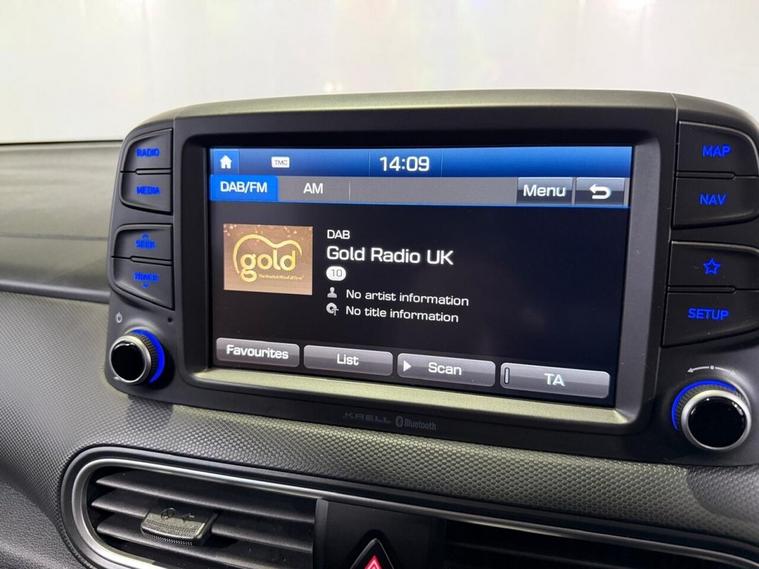 RADIO
MEDIA
SEEK
TRACK
TMC
14:09
DAB/FM
AM
Menu
gold
DAB
Gold Radio UK
10
No artist information
No title information
Favourites
List
Scan
TA
MAP
NAV
SETUP
KRELL Bluetooth